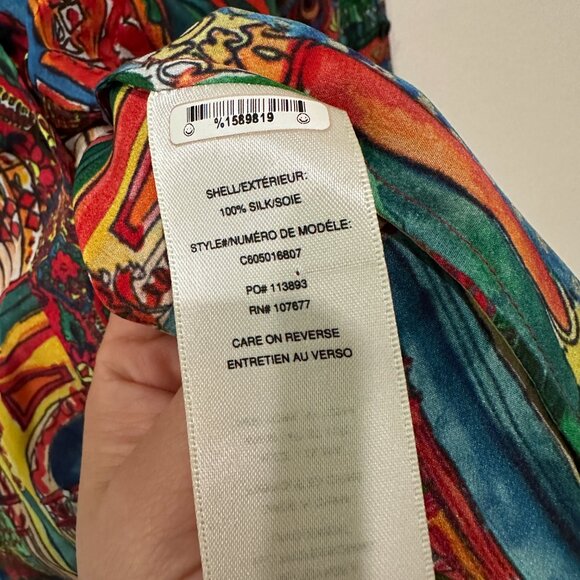 %1589819
SHELL/EXTÉRIEUR:
100% SILK/SOIE
STYLE#/NUMÉRO DE MODÈLE:
C605016807
PO# 113893
RN# 107677
CARE ON REVERSE
ENTRETIEN AU VERSO